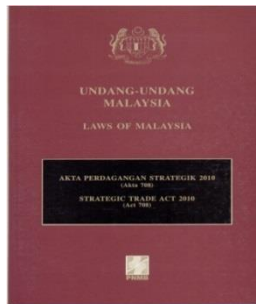 UNDANG-UNDANG
MALAYSIA
LAWS OF MALAYSIA
AKTA PERDAGANGAN STRATEGIK 2010
(Akta 708)
STRATEGIC TRADE ACT 2010
(Act 708)